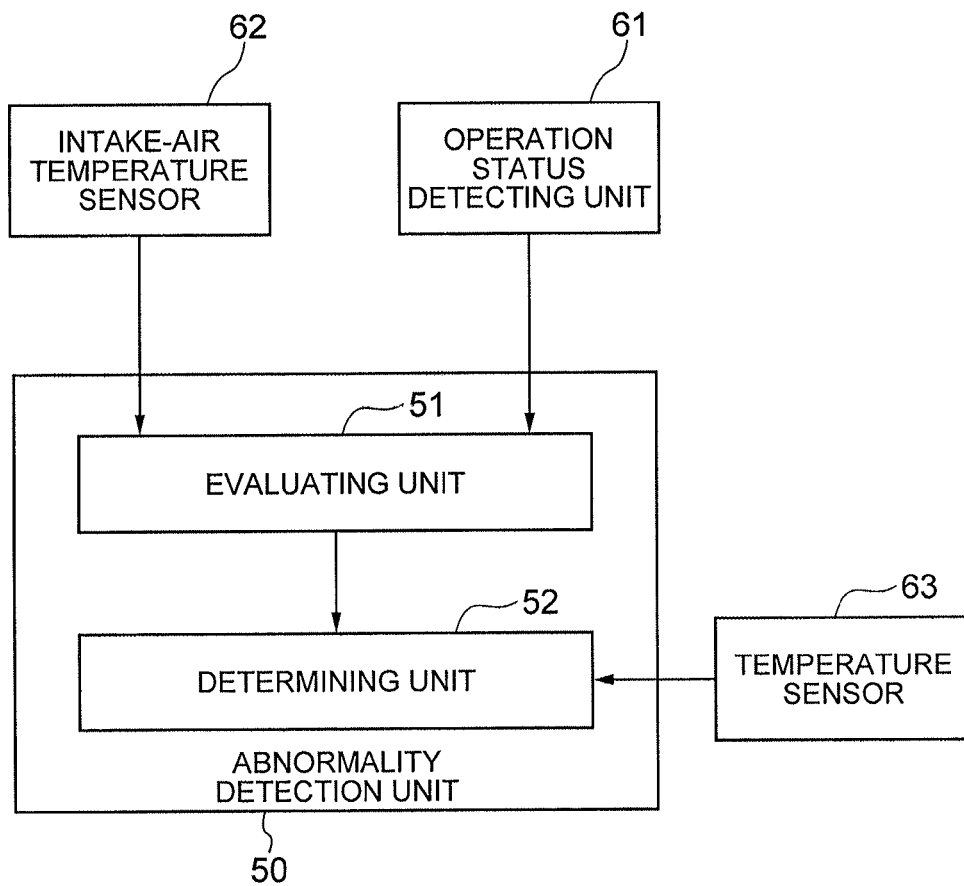 62
61
INTAKE-AIR
TEMPERATURE
SENSOR
OPERATION
STATUS
DETECTING UNIT
51
EVALUATING UNIT
52
DETERMINING UNIT
63
TEMPERATURE
SENSOR
ABNORMALITY
DETECTION UNIT
50